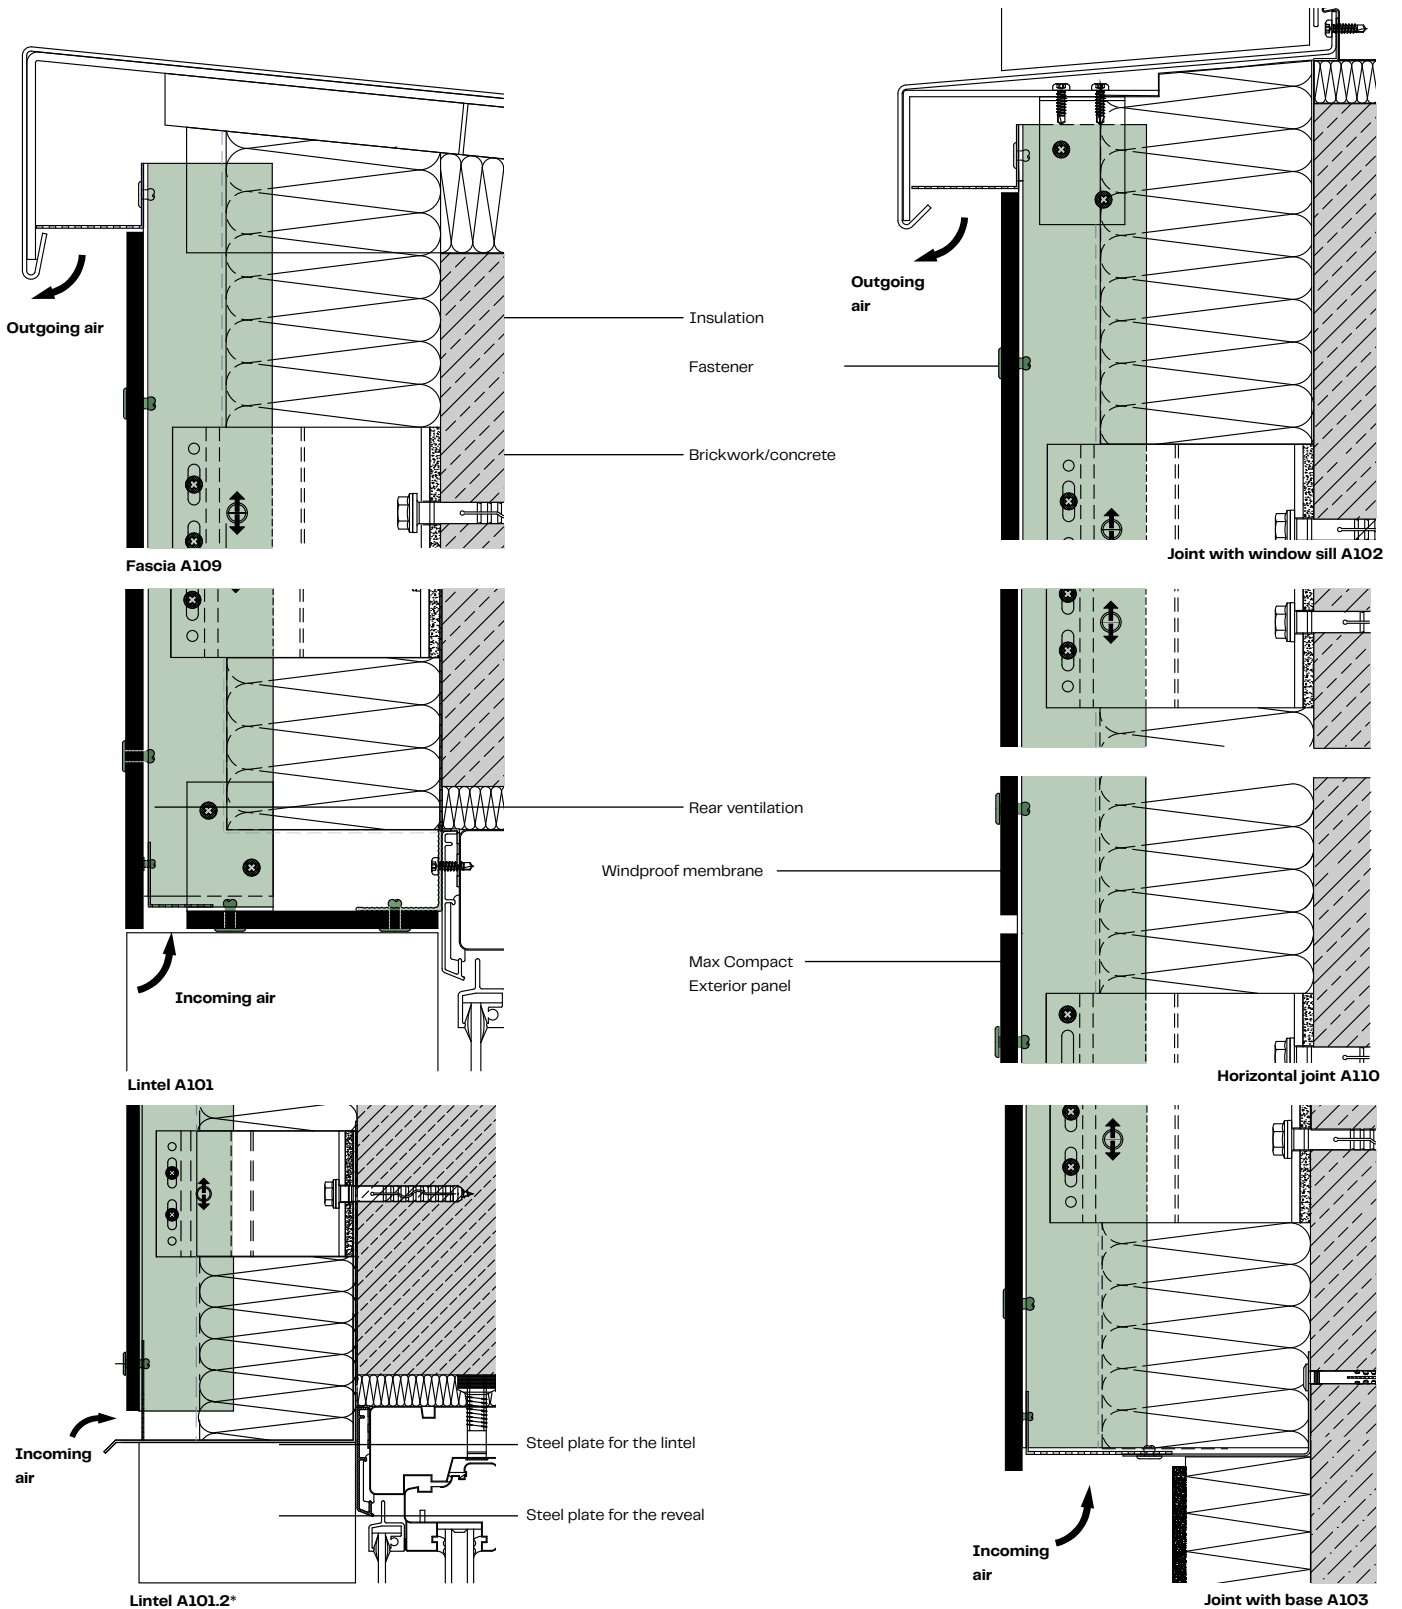 Outgoing air
Outgoing
air
Insulation
Fastener
Brickwork/concrete
Fascia A109
Joint with window sill A102
Rear ventilation
Windproof membrane
Max Compact
Exterior panel
Incoming air
Lintel A101
Horizontal joint A110
Incoming
air
Steel plate for the lintel
Steel plate for the reveal
Incoming
air
Lintel A101.2*
Joint with base A103